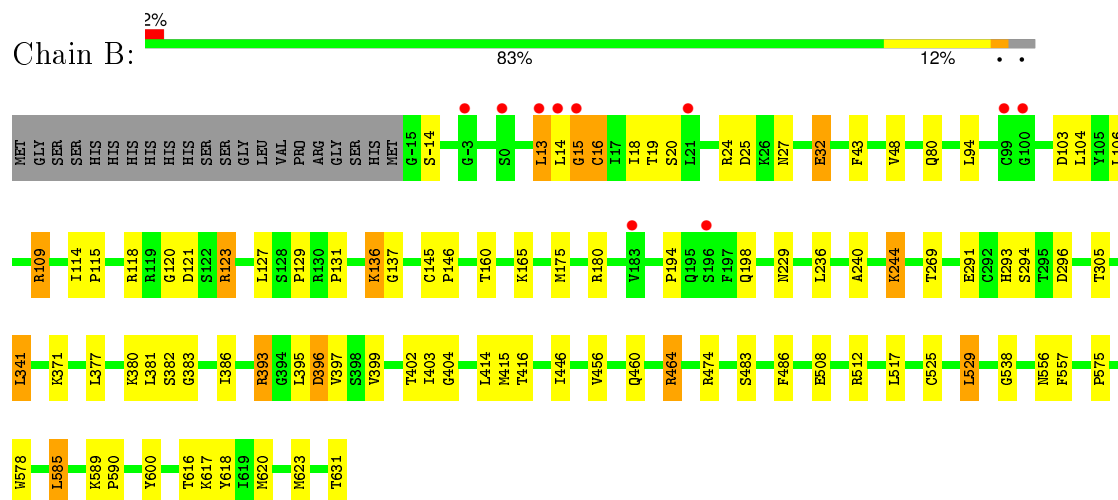 2%
Chain B:
83% 12% • •
MET GLY SER SER HIS HIS HIS HIS HIS HIS SER SER GLY LEU VAL PRO ARG GLY SER HIS MET G-15 S-14 G-3 S0 L13 L14 G15 C16 I17 I18 T19 S20 L21 R24 D25 K26 N27 E32 F43 V48 Q80 L94 C99 G100 D103 L104 Y105 L106
R109 I114 P115 R118 R119 G120 D121 S122 R123 L127 S128 P129 R130 P131 K136 G137 C145 P146 T160 K165 M175 R180 V183 P194 Q195 S196 F197 Q198 N229 L236 A240 K244 T269 E291 C292 H293 S294 T295 D296 T305
L341 K371 L377 K380 L381 S382 G383 I386 R393 G394 L395 D396 V397 S398 V399 T402 I403 G404 L414 M415 T416 I446 V456 Q460 R464 R474 S483 F486 E508 R512 L517 C525 L529 G538 N556 F557 P575
W578 L585 K589 P590 Y600 T616 K617 Y618 I619 M620 M623 T631